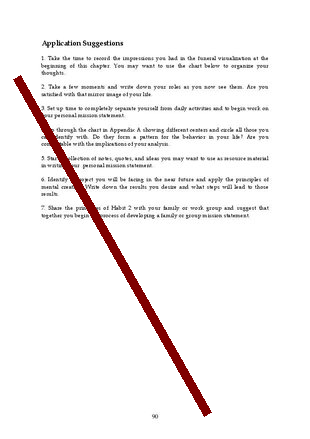 Application Suggestions
1. Take the time to record the impressions you had in the funeral visualization at the
beginning of this chapter. You may want to use the chart below to organize your
thoughts.
2. Take a few moments and write down your roles as you now see them. Are you
satisfied with that mirror image of your life.
3. Set up time to completely separate yourself from daily activities and to begin work on
your personal mission statement.
through the chart in Appendix A showing different centers and circle all those you
identify with. Do they form a pattern for the behavior in your life? Are you
with the implications of your analysis.
5. Start collection of notes, quotes, and ideas you may want to use as resource material
in writing personal mission statement.
6. Identify project you will be facing in the near future and apply the principles of
mental Write down the results you desire and what steps will lead to those
results.
7. Share the of Habit 2 with your family or work group and suggest that
together you begin process of developing a family or group mission statement.
90